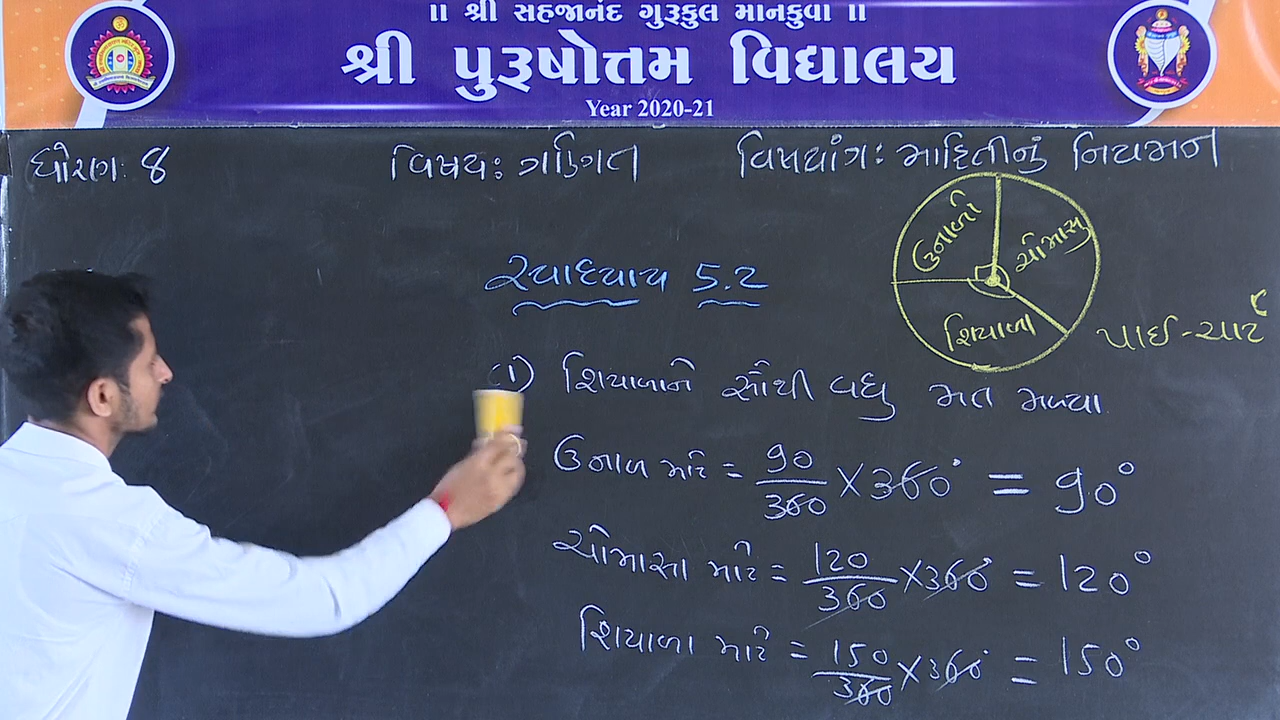 ॥ શ્રી સહજાનંદ ગુરૂકુલ માનકુવા ॥
શ્રી પુરૂષોત્તમ વિદ્યાલય
Year 2020-21
ધોરણ: 8
વિષય: ગણિત
વિષયાંગ: માહિતીનું નિયમન
ઉનાળો
ચોમાસુ
શિયાળા
પાઈ-ચાર્ટ
સ્વાધ્યાય 5.2
(1) શિયાળાને સૌથી વધુ મત મળ્યા
ઉનાળ માટે = 90/360 × 360° = 90°
ચોમાસા માટે = 120/360 × 360° = 120°
શિયાળા માટે = 150/360 × 360° = 150°